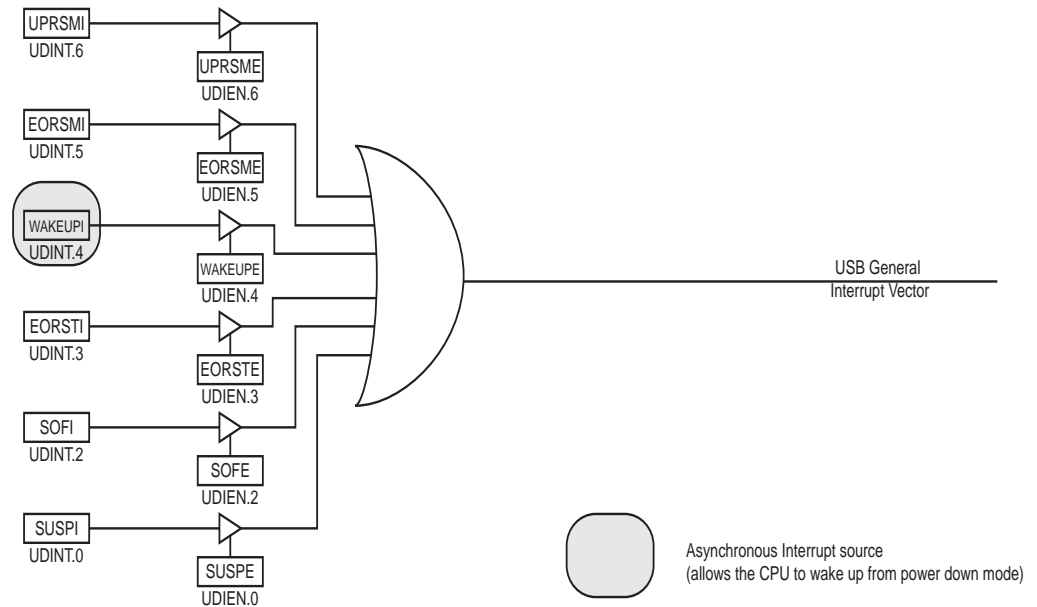 UPRSMI
UDINT.6
UPRSME
UDIEN.6
EORSMI
UDINT.5
EORSME
UDIEN.5
WAKEUPI
UDINT.4
WAKEUPE
UDIEN.4
EORSTI
UDINT.3
EORSTE
UDIEN.3
SOFI
UDINT.2
SOFE
UDIEN.2
SUSPI
UDINT.0
SUSPE
UDIEN.0
USB General
Interrupt Vector
Asynchronous Interrupt source
(allows the CPU to wake up from power down mode)